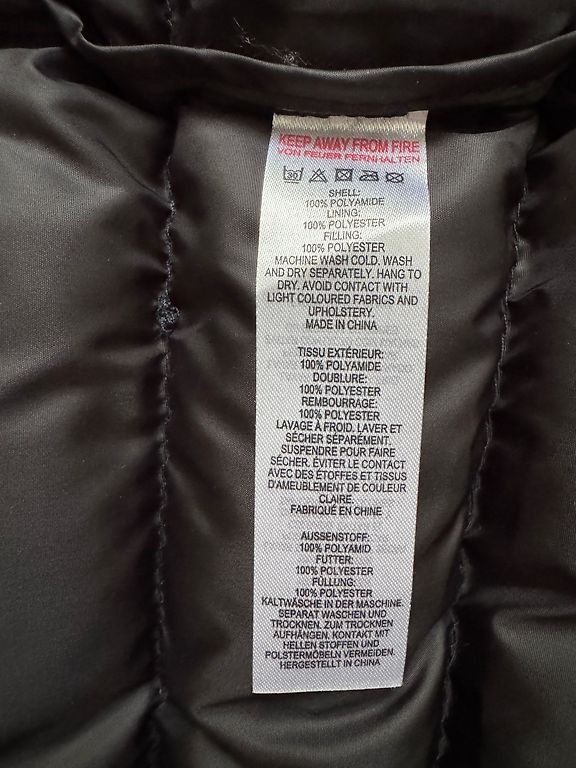 KEEP AWAY FROM FIRE
VON FEUER FERNHALTEN
30
SHELL:
100% POLYAMIDE
LINING:
100% POLYESTER
FILLING:
100% POLYESTER
MACHINE WASH COLD. WASH
AND DRY SEPARATELY. HANG TO
DRY. AVOID CONTACT WITH
LIGHT COLOURED FABRICS AND
UPHOLSTERY.
MADE IN CHINA
TISSU EXTÉRIEUR:
100% POLYAMIDE
DOUBLURE:
100% POLYESTER
REMBOURRAGE:
100% POLYESTER
LAVAGE À FROID. LAVER ET
SÉCHER SÉPARÉMENT.
SUSPENDRE POUR FAIRE
SÉCHER. ÉVITER LE CONTACT
AVEC DES ÉTOFFES ET TISSUS
D'AMEUBLEMENT DE COULEUR
CLAIRE.
FABRIQUÉ EN CHINE
AUSSENSTOFF:
100% POLYAMID
FUTTER:
100% POLYESTER
FÜLLUNG:
100% POLYESTER
KALTWÄSCHE IN DER MASCHINE.
SEPARAT WASCHEN UND
TROCKNEN. ZUM TROCKNEN
AUFHÄNGEN. KONTAKT MIT
HELLEN STOFFEN UND
POLSTERMÖBELN VERMEIDEN.
HERGESTELLT IN CHINA